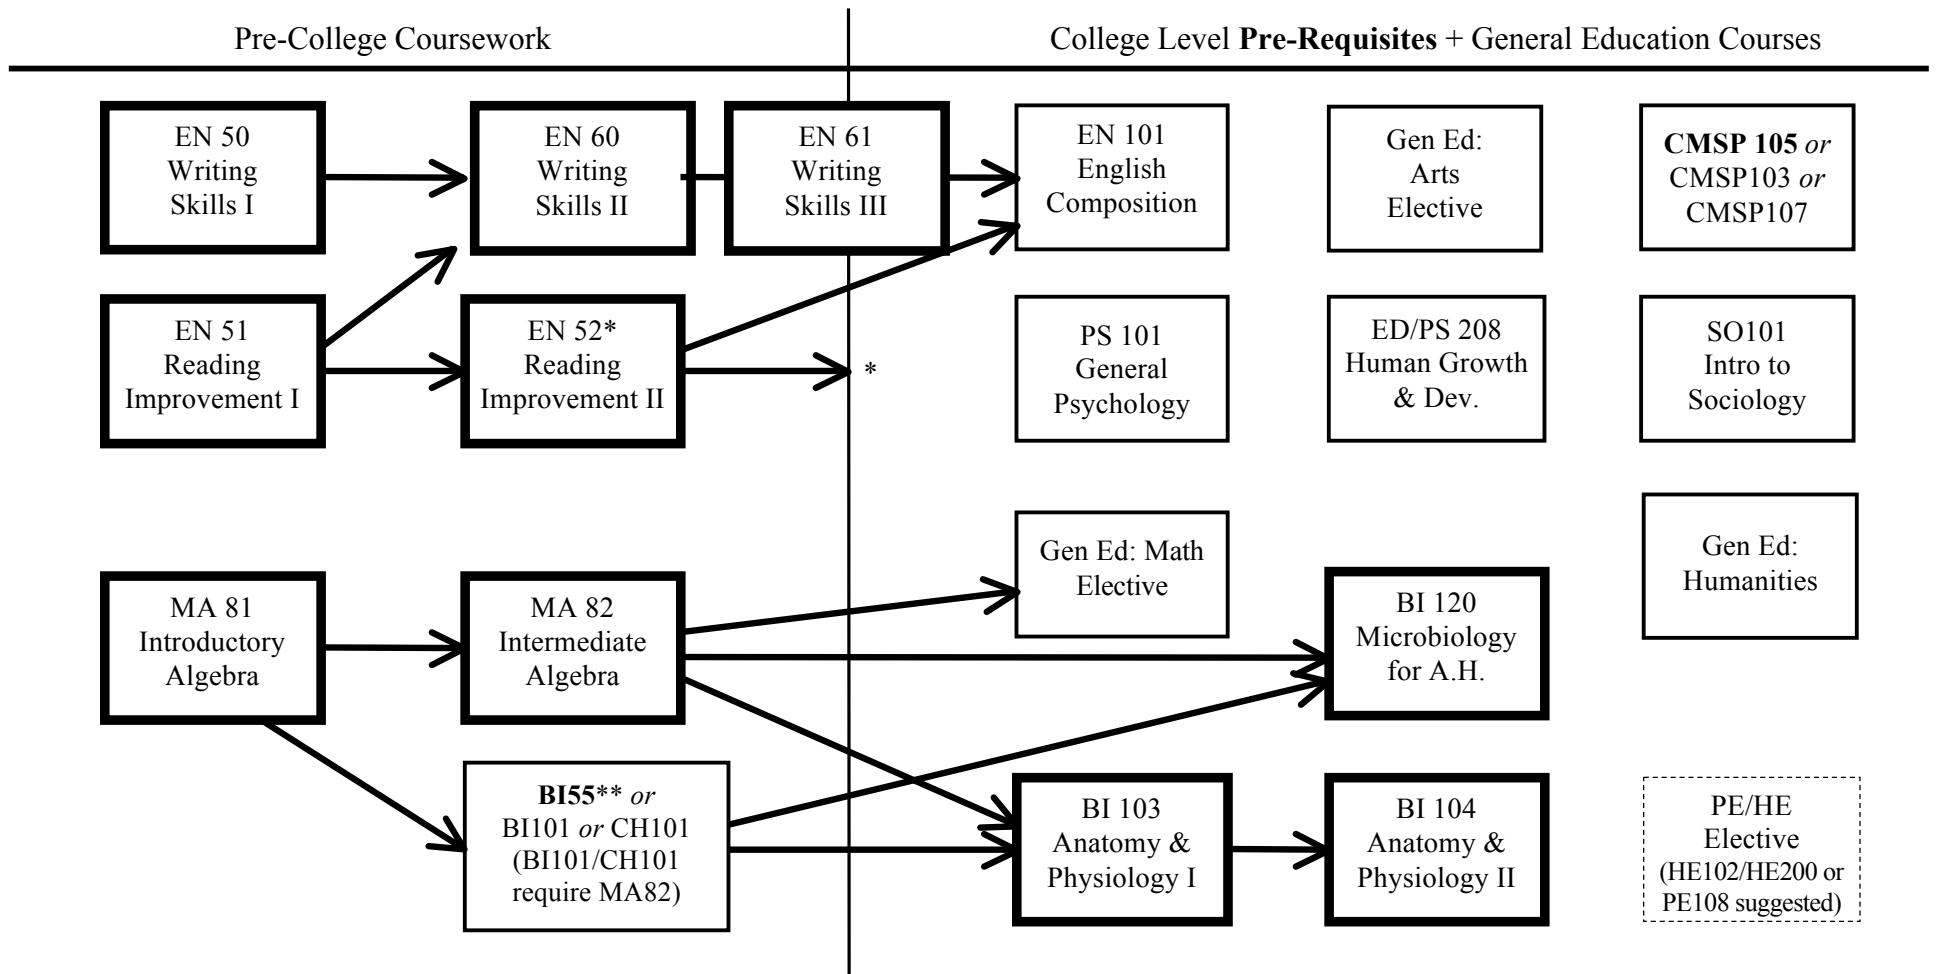 Pre-College Coursework
College Level Pre-Requisites + General Education Courses
EN 50
Writing
Skills I
EN 60
Writing
Skills II
EN 61
Writing
Skills III
EN 101
English
Composition
Gen Ed:
Arts
Elective
CMSP 105 or
CMSP103 or
CMSP107
EN 51
Reading
Improvement I
EN 52*
Reading
Improvement II
*
PS 101
General
Psychology
ED/PS 208
Human Growth
& Dev.
SO101
Intro to
Sociology
MA 81
Introductory
Algebra
MA 82
Intermediate
Algebra
Gen Ed: Math
Elective
BI 120
Microbiology
for A.H.
Gen Ed:
Humanities
BI55** or
BI101 or CH101
(BI101/CH101
require MA82)
BI 103
Anatomy &
Physiology I
BI 104
Anatomy &
Physiology II
PE/HE
Elective
(HE102/HE200 or
PE108 suggested)